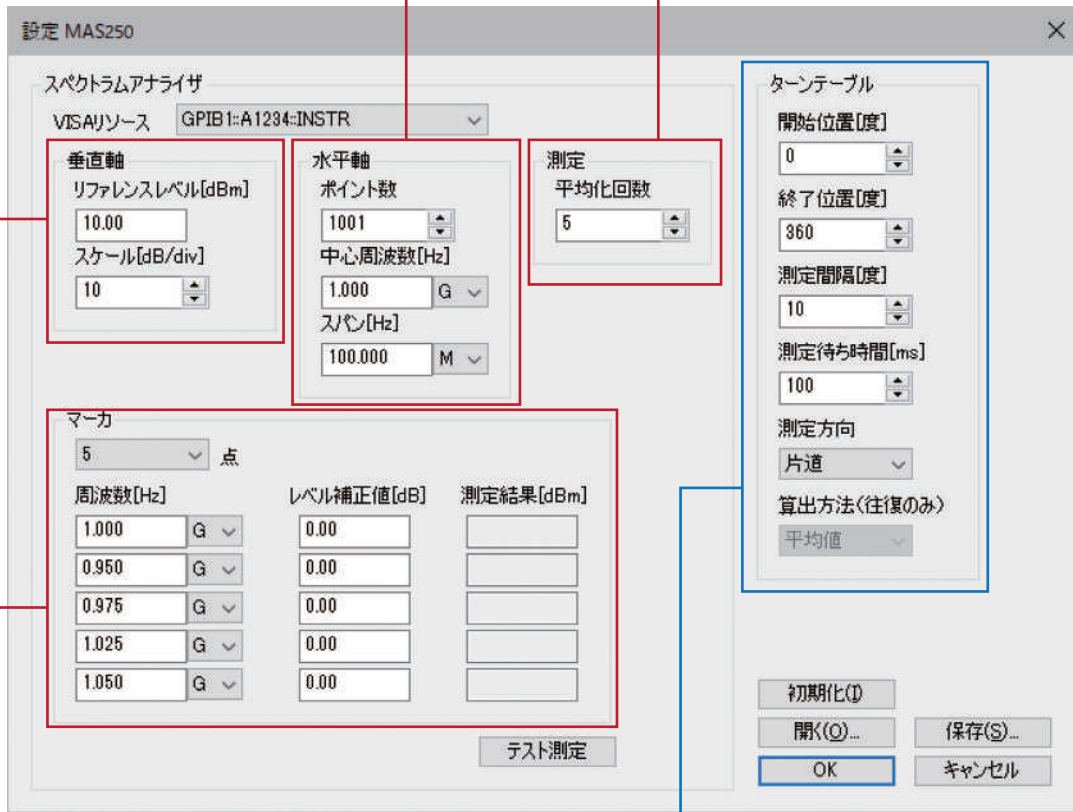 設定 MAS250
スペクトラムアナライザ
VISAリソース GPIB1::A1234::INSTR
垂直軸
リファレンスレベル[dBm]
10.00
スケール[dB/div]
10
水平軸
ポイント数
1001
中心周波数[Hz]
1.000 G
スパン[Hz]
100.000 M
測定
平均化回数
5
マーカ
5 点
周波数[Hz] レベル補正値[dB] 測定結果[dBm]
1.000 G 0.00
0.950 G 0.00
0.975 G 0.00
1.025 G 0.00
1.050 G 0.00
テスト測定
ターンテーブル
開始位置[度]
0
終了位置[度]
360
測定間隔[度]
10
測定待ち時間[ms]
100
測定方向
片道
算出方法(往復のみ)
平均値
初期化(I)
開く(O)... 保存(S)...
OK キャンセル